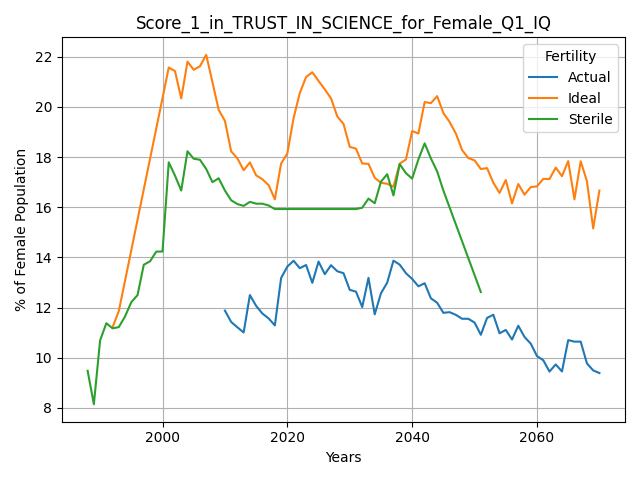 Score_1_in_TRUST_IN_SCIENCE_for_Female_Q1_IQ
Fertility
Actual
Ideal
Sterile
% of Female Population
22
20
18
16
14
12
10
8
2000
2020
2040
2060
Years